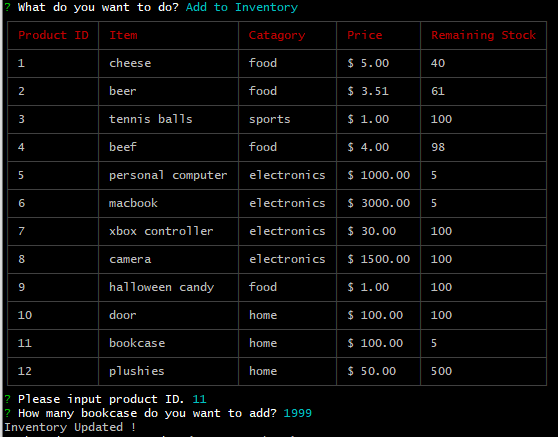 ? What do you want to do? Add to Inventory
Product ID Item Catagory Price Remaining Stock
1 cheese food $ 5.00 40
2 beer food $ 3.51 61
3 tennis balls sports $ 1.00 100
4 beef food $ 4.00 98
5 personal computer electronics $ 1000.00 5
6 macbook electronics $ 3000.00 5
7 xbox controller electronics $ 30.00 100
8 camera electronics $ 1500.00 100
9 halloween candy food $ 1.00 100
10 door home $ 100.00 100
11 bookcase home $ 100.00 5
12 plushies home $ 50.00 500
? Please input product ID. 11
? How many bookcase do you want to add? 1999
Inventory Updated !